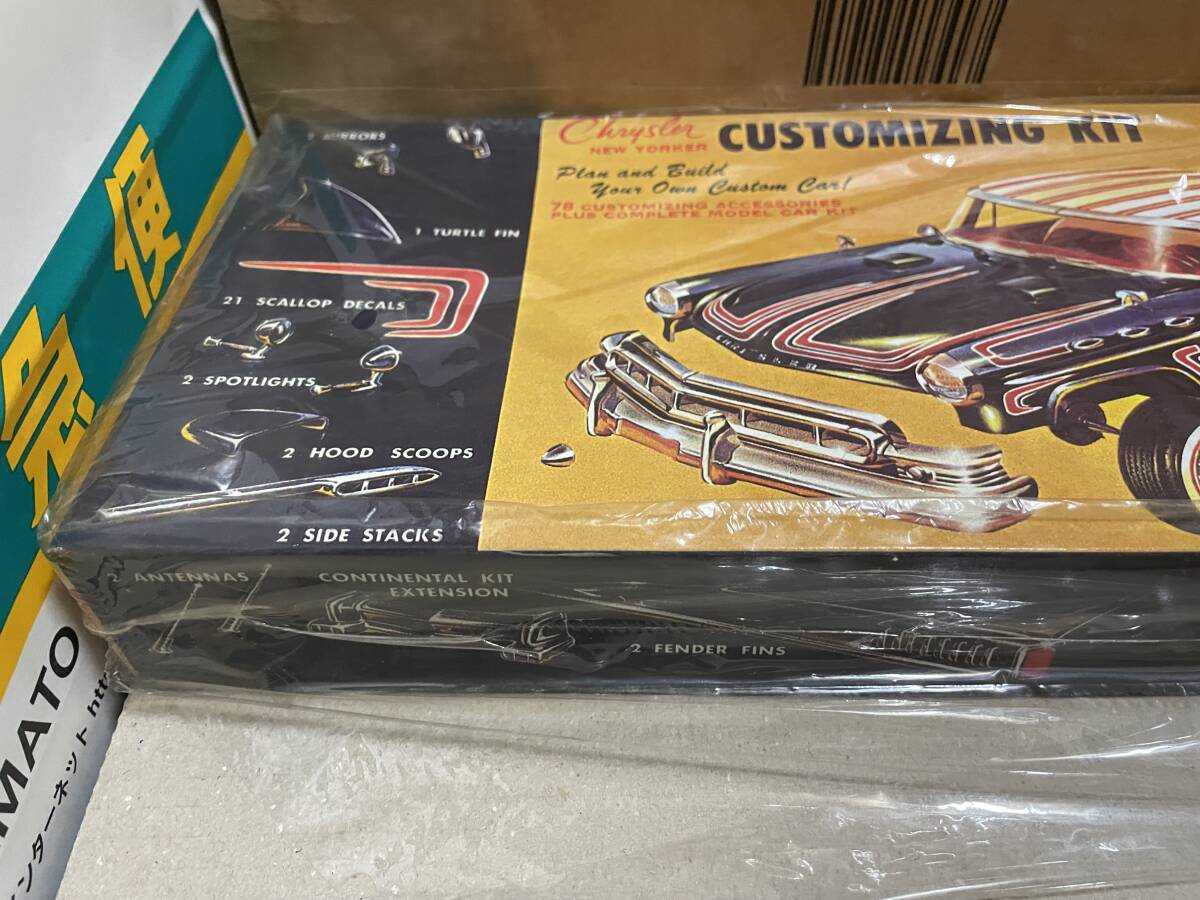 急便
MATO
ンターネット htt
MIRRORS
1 TURTLE FIN
21 SCALLOP DECALS
2 SPOTLIGHTS
2 HOOD SCOOPS
2 SIDE STACKS
Chrysler
NEW YORKER
CUSTOMIZING KIT
Plan and Build
Your Own Custom Car!
78 CUSTOMIZING ACCESSORIES
PLUS COMPLETE MODEL CAR KIT
ANTENNAS
CONTINENTAL KIT
EXTENSION
2 FENDER FINS